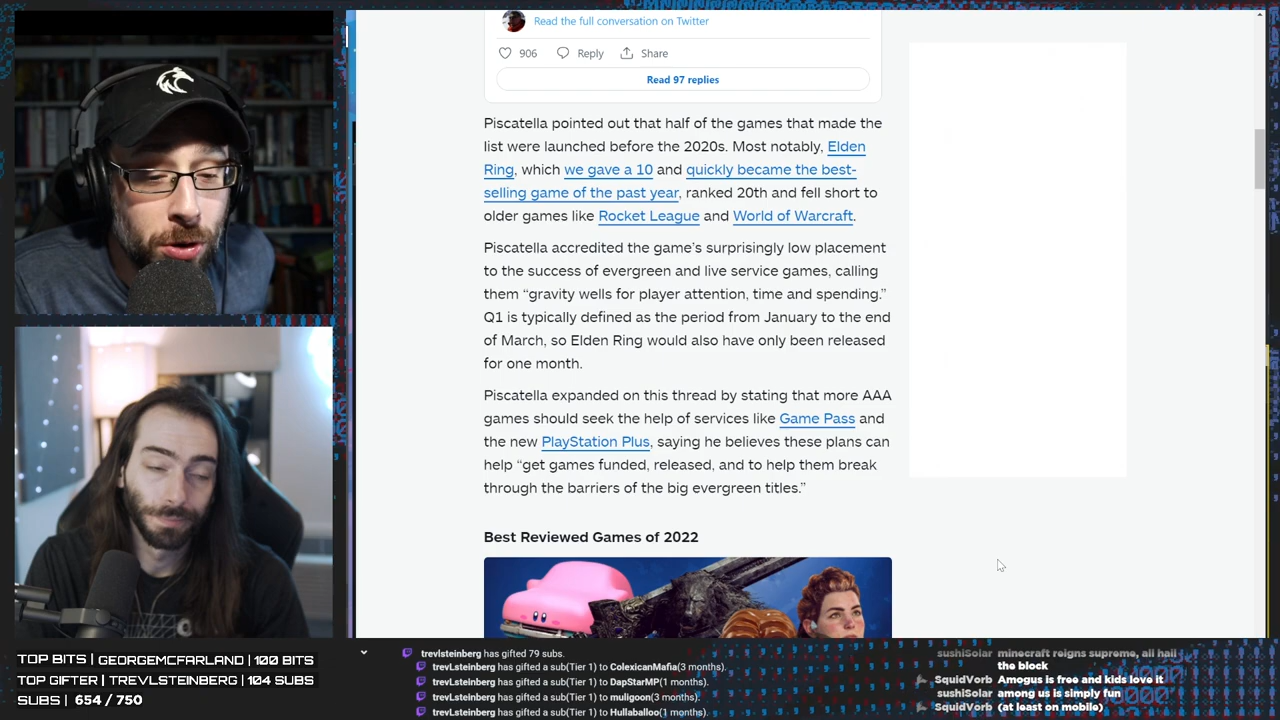 Read the full conversation on Twitter
906 Reply Share
Read 97 replies
Piscatella pointed out that half of the games that made the
list were launched before the 2020s. Most notably, Elden
Ring, which we gave a 10 and quickly became the best-
selling game of the past year, ranked 20th and fell short to
older games like Rocket League and World of Warcraft.
Piscatella accredited the game's surprisingly low placement
to the success of evergreen and live service games, calling
them “gravity wells for player attention, time and spending.”
Q1 is typically defined as the period from January to the end
of March, so Elden Ring would also have only been released
for one month.
Piscatella expanded on this thread by stating that more AAA
games should seek the help of services like Game Pass and
the new PlayStation Plus, saying he believes these plans can
help “get games funded, released, and to help them break
through the barriers of the big evergreen titles.”
Best Reviewed Games of 2022
TOP BITS | GEORGEMCFARLAND | 100 BITS
TOP GIFTER | TREVLSTEINBERG | 104 SUBS
SUBS | 654 / 750
trevlsteinberg has gifted 79 subs.
trevLsteinberg has gifted a sub(Tier 1) to ColexicanMafia(3 months).
trevLsteinberg has gifted a sub(Tier 1) to DapStarMP(1 months).
trevLsteinberg has gifted a sub(Tier 1) to muligoon(3 months).
trevLsteinberg has gifted a sub(Tier 1) to Hullaballoo(1 months).
sushiSolar minecraft reigns supreme, all hail
the block
SquidVorb Amogus is free and kids love it
sushiSolar among us is simply fun
SquidVorb (at least on mobile)